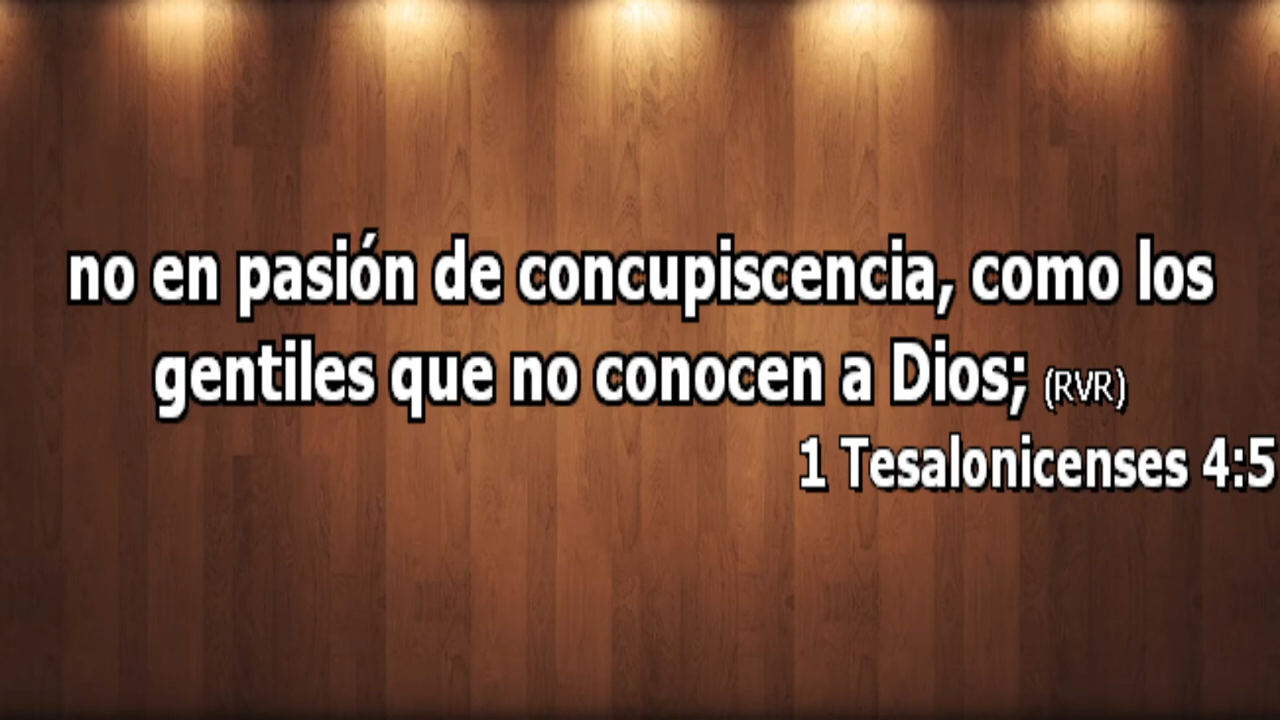 no en pasión de concupiscencia, como los
gentiles que no conocen a Dios; (RVR)
1 Tesalonicenses 4:5